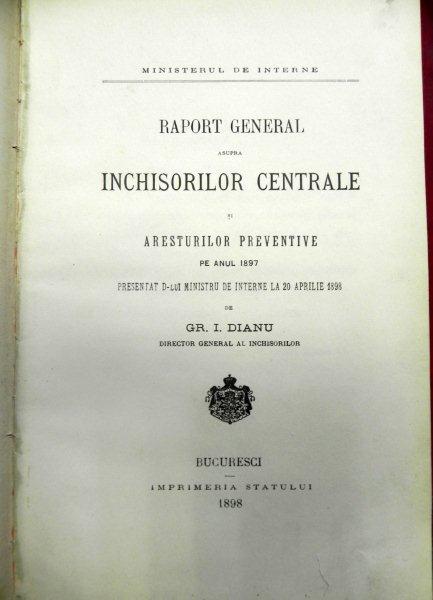 MINISTERUL DE INTERNE
RAPORT GENERAL
ASUPRA
INCHISORILOR CENTRALE
ȘI
ARESTURILOR PREVENTIVE
PE ANUL 1897
PRESENTAT D-LUI MINISTRU DE INTERNE LA 20 APRILIE 1898
DE
GR. I. DIANU
DIRECTOR GENERAL AL INCHISORILOR
BUCURESCI
IMPRIMERIA STATULUI
1898